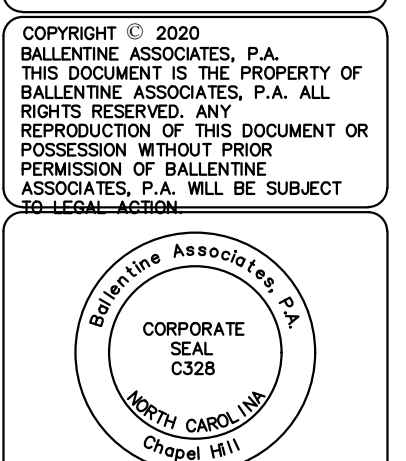 COPYRIGHT © 2020
BALLENTINE ASSOCIATES, P.A.
THIS DOCUMENT IS THE PROPERTY OF
BALLENTINE ASSOCIATES, P.A. ALL
RIGHTS RESERVED. ANY
REPRODUCTION OF THIS DOCUMENT OR
POSSESSION WITHOUT PRIOR
PERMISSION OF BALLENTINE
ASSOCIATES, P.A. WILL BE SUBJECT
TO LEGAL ACTION.
Ballentine Associates, P.A.
CORPORATE
SEAL
C328
NORTH CAROLINA
Chapel Hill